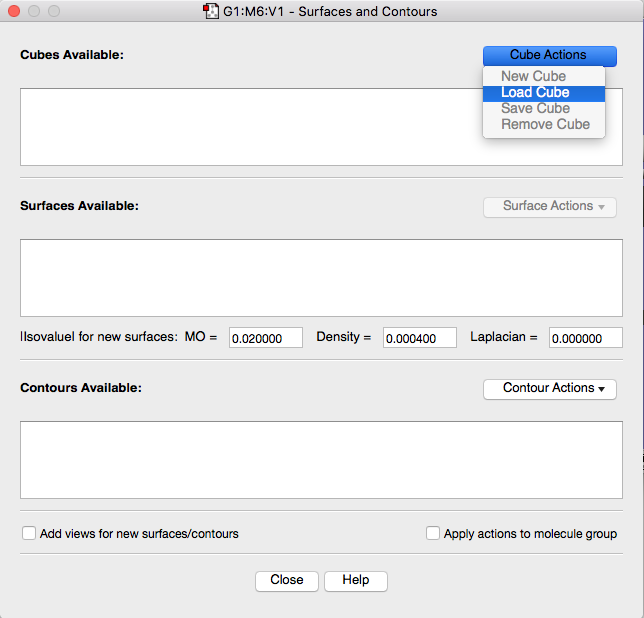 G1:M6:V1 - Surfaces and Contours
Cubes Available:
Cube Actions
New Cube
Load Cube
Save Cube
Remove Cube
Surfaces Available:
Surface Actions
IIsovalueI for new surfaces: MO = 0.020000 Density = 0.000400 Laplacian = 0.000000
Contours Available:
Contour Actions
Add views for new surfaces/contours
Apply actions to molecule group
Close Help